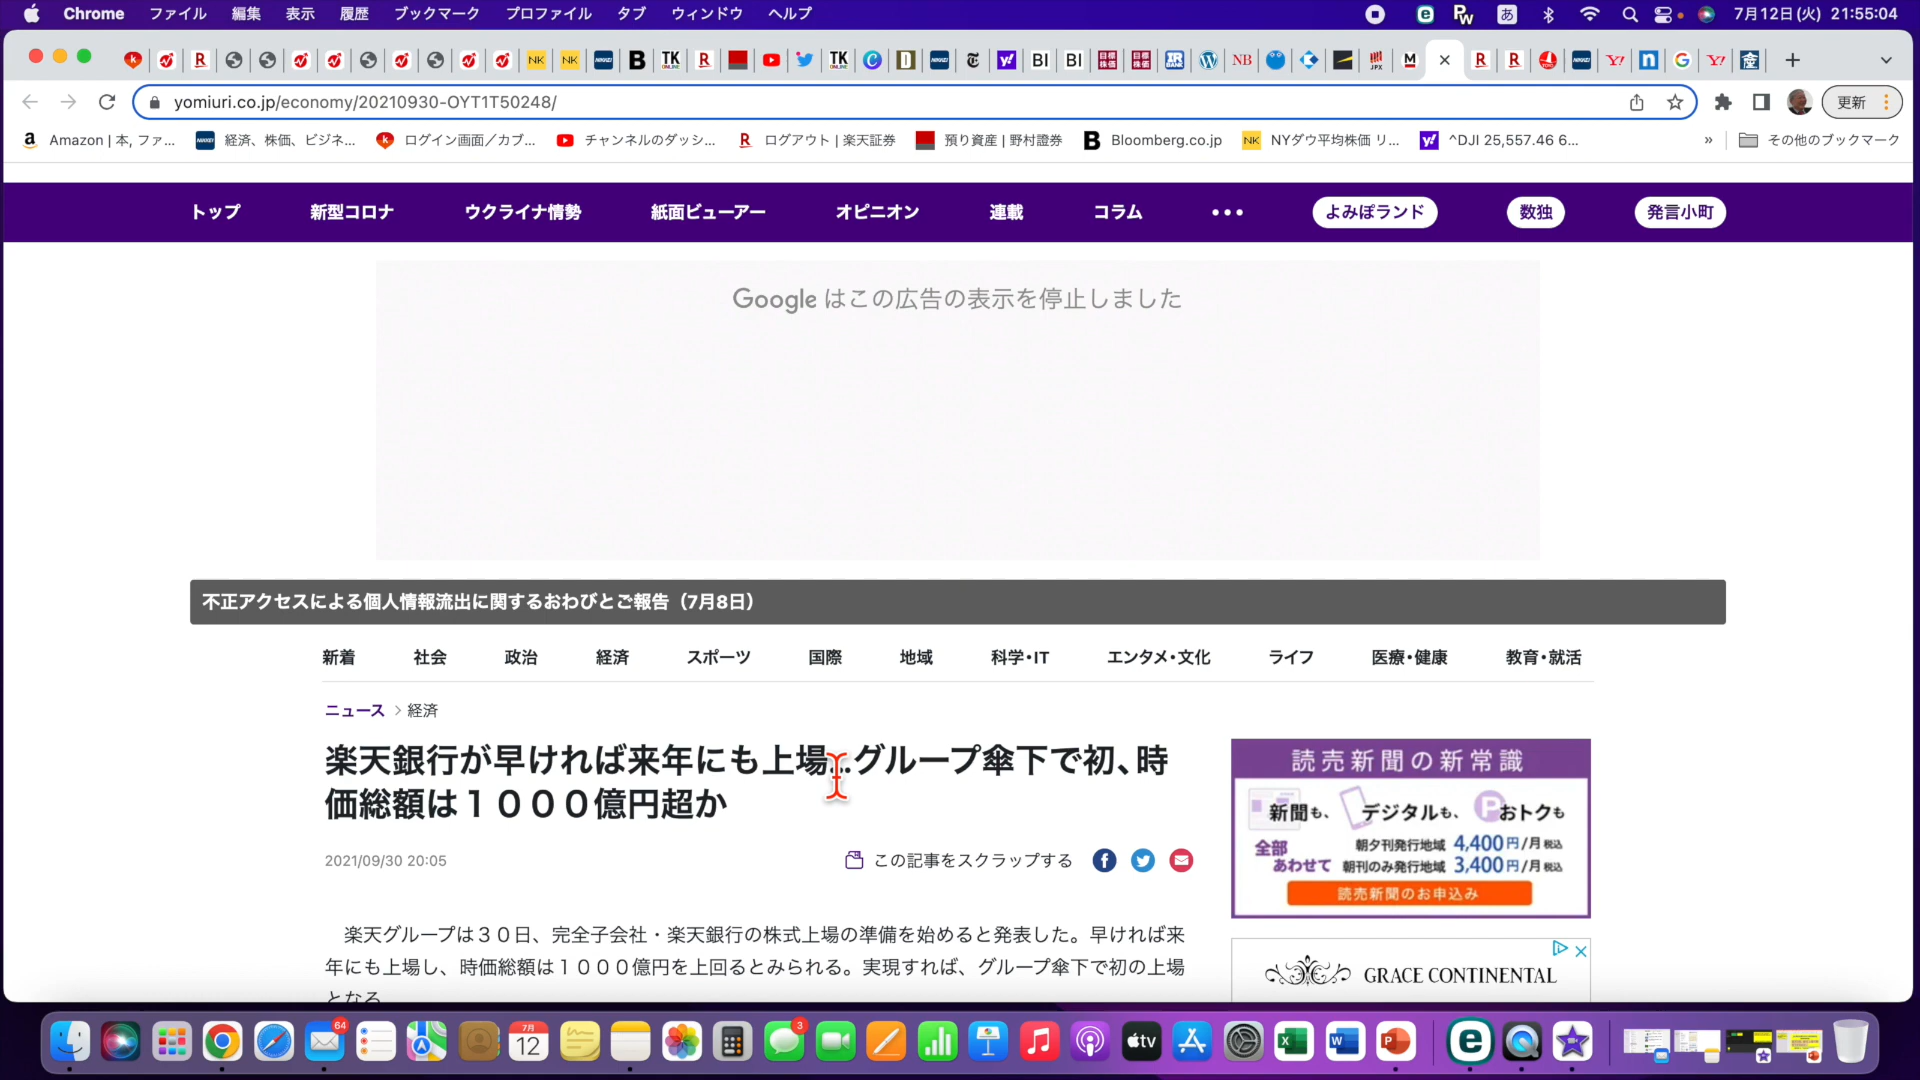 Chrome ファイル 編集 表示 履歴 ブックマーク プロファイル タブ ウィンドウ ヘルプ
あ 7月12日(火) 21:55:04
yomiuri.co.jp/economy/20210930-OYT1T50248/
更新
Amazon | 本, ファ... 経済、株価、ビジネ... ログイン画面／カブ... チャンネルのダッシ... ログアウト | 楽天証券 預り資産 | 野村證券 Bloomberg.co.jp NYダウ平均株価 リ... ^DJI 25,557.46 6... » その他のブックマーク
トップ 新型コロナ ウクライナ情勢 紙面ビューアー オピニオン 連載 コラム ••• よみぽランド 数独 発言小町
Google はこの広告の表示を停止しました
不正アクセスによる個人情報流出に関するおわびとご報告（7月8日）
新着 社会 政治 経済 スポーツ 国際 地域 科学・IT エンタメ・文化 ライフ 医療・健康 教育・就活
ニュース > 経済
楽天銀行が早ければ来年にも上場…グループ傘下で初、時
価総額は１０００億円超か
2021/09/30 20:05
この記事をスクラップする
楽天グループは３０日、完全子会社・楽天銀行の株式上場の準備を始めると発表した。早ければ来
年にも上場し、時価総額は１０００億円を上回るとみられる。実現すれば、グループ傘下で初の上場
となる
読売新聞の新常識
新聞も、 デジタルも、 Pおトクも
全部 あわせて
朝夕刊発行地域 4,400円/月 税込
朝刊のみ発行地域 3,400円/月 税込
読売新聞のお申込み
GRACE CONTINENTAL
64
7月
12
3
tv